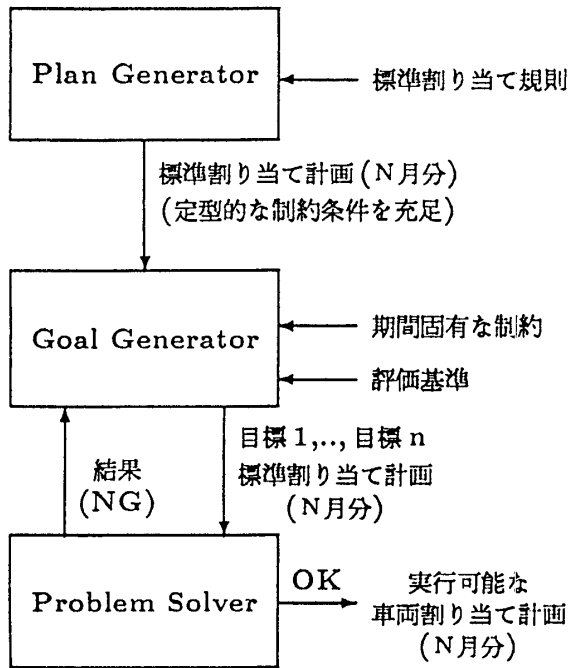 Plan Generator
標準割り当て規則
標準割り当て計画(N月分)
(定型的な制約条件を充足)
Goal Generator
期間固有な制約
評価基準
目標1,.., 目標n
標準割り当て計画
(N月分)
結果
(NG)
Problem Solver
OK
実行可能な
車両割り当て計画
(N月分)